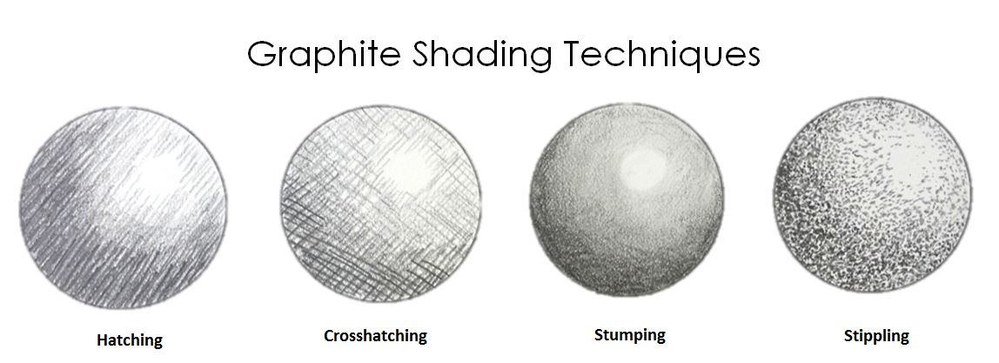 Graphite Shading Techniques
Hatching
Crosshatching
Stumping
Stippling